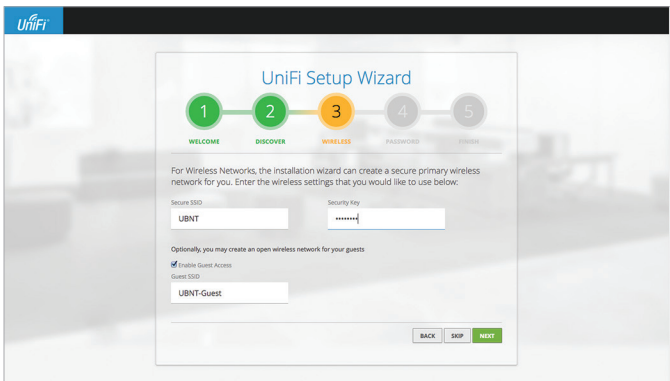 UniFi
UniFi Setup Wizard
1 2 3 4 5
WELCOME DISCOVER WIRELESS PASSWORD FINISH
For Wireless Networks, the installation wizard can create a secure primary wireless
network for you. Enter the wireless settings that you would like to use below:
Secure SSID Security Key
UBNT ••••••••
Optionally, you may create an open wireless network for your guests
Enable Guest Access
Guest SSID
UBNT-Guest
BACK SKIP NEXT